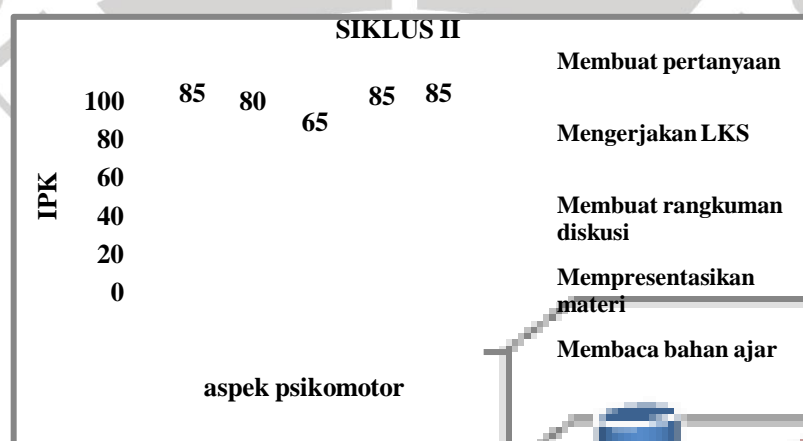 SIKLUS II
100
80
60
40
20
0
IPK
85
80
65
85
85
aspek psikomotor
Membuat pertanyaan
Mengerjakan LKS
Membuat rangkuman
diskusi
Mempresentasikan
materi
Membaca bahan ajar